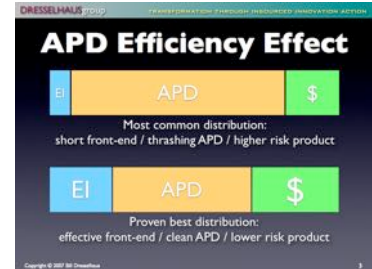 DRESSELHAUS group
TRANSFORMATION THROUGH INSOURCED INNOVATION ACTION
APD Efficiency Effect
EI APD $
Most common distribution:
short front-end / thrashing APD / higher risk product
EI APD $
Proven best distribution:
effective front-end / clean APD / lower risk product
Copyright © 2007 Bill Dresselhaus 3